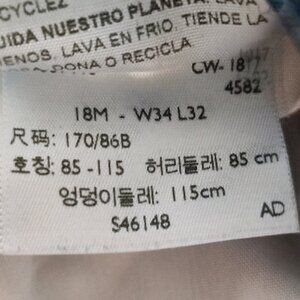 CYCLEZ
UIDA NUESTRO PLANETA: LAVA
ENOS, LAVA EN FRIO, TIENDE LA
DONA O RECICLA
CW-18
4582
18M - W34 L32
尺码: 170/86B
호칭: 85 -115 허리둘레: 85 cm
엉덩이둘레: 115cm
S46148
AD